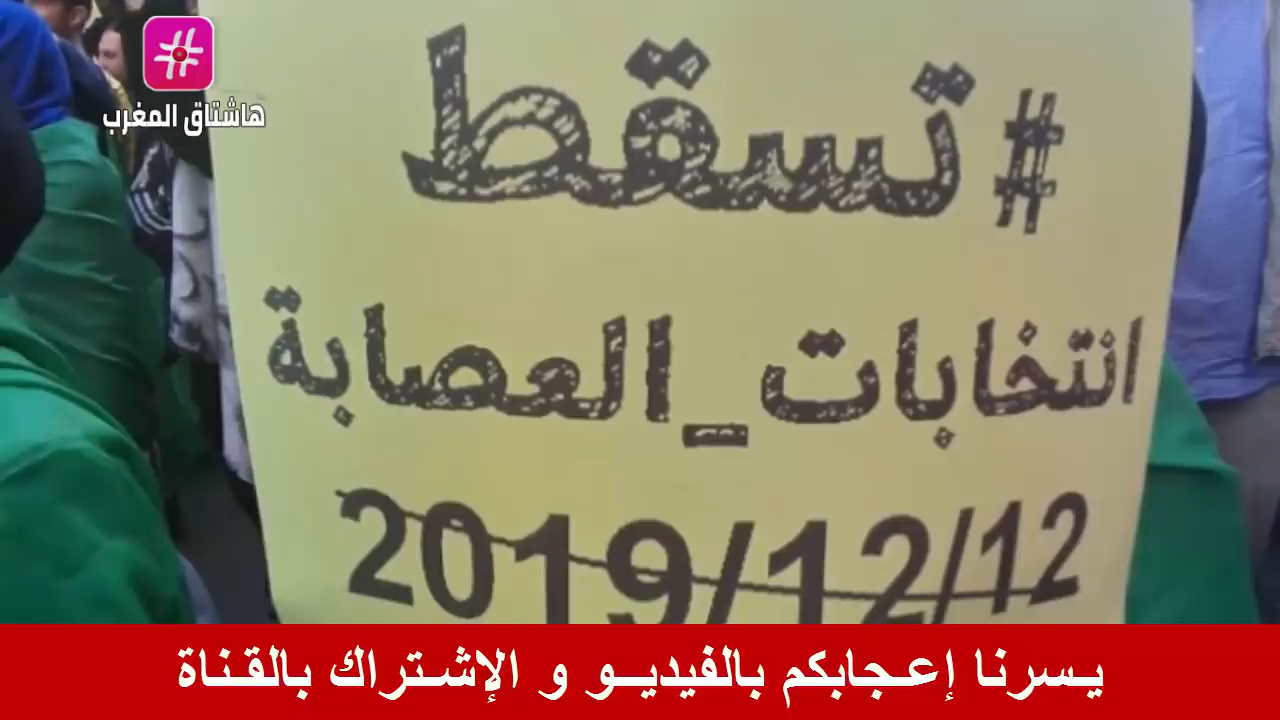 هاشتاق المغرب
#تسقط
انتخابات_العصابة
2019/12/12
يسرنا إعجابكم بالفيديو و الإشتراك بالقناة